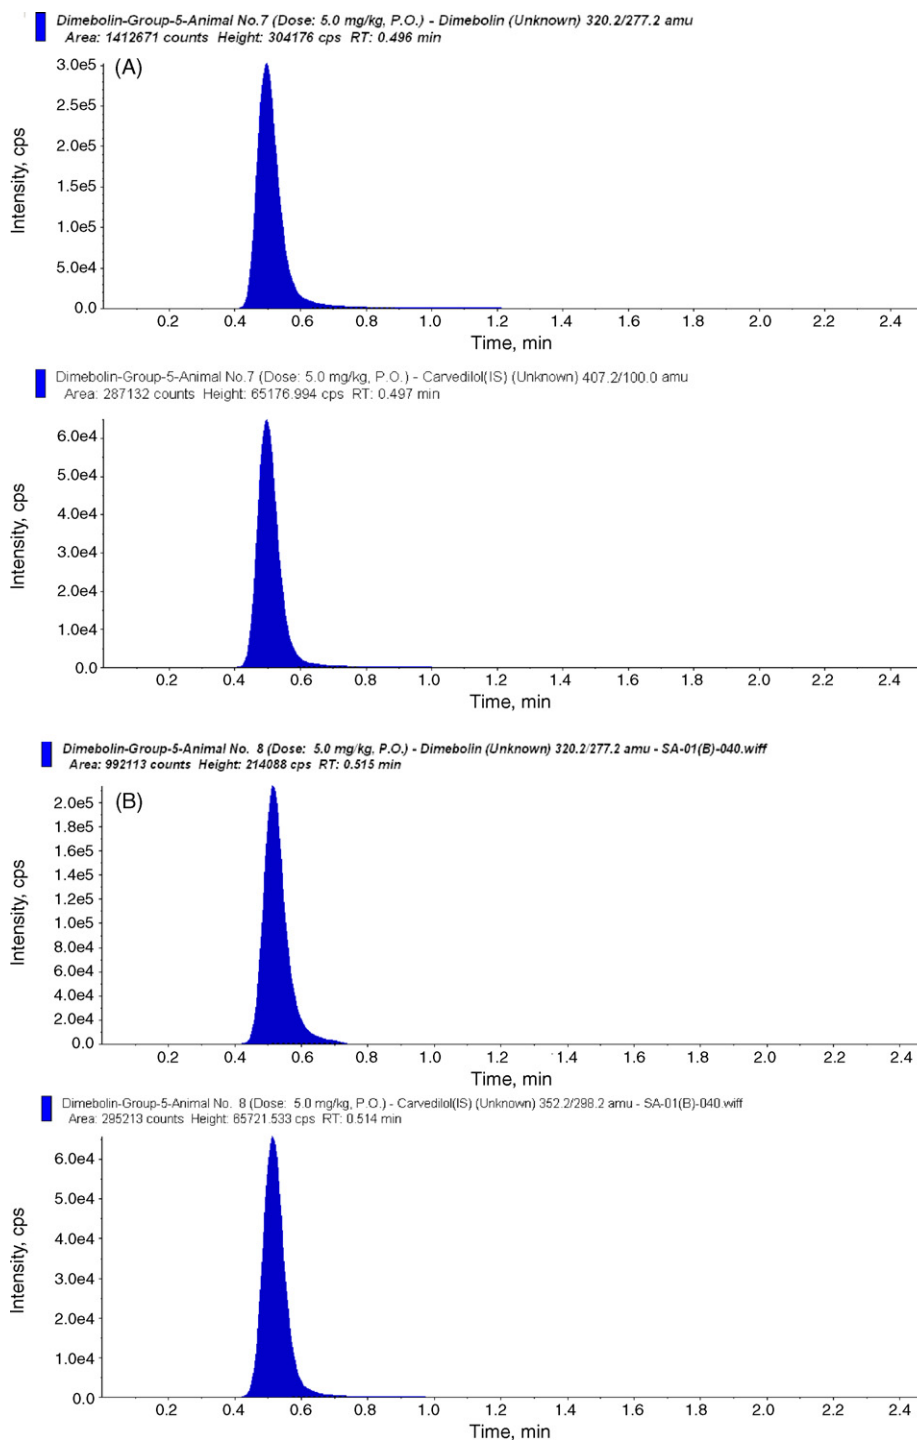 Dimebolin-Group-5-Animal No.7 (Dose: 5.0 mg/kg, P.O.) - Dimebolin (Unknown) 320.2/277.2 amu
Area: 1412671 counts Height: 304176 cps RT: 0.496 min
(A)
3.0e5
2.5e5
2.0e5
1.5e5
1.0e5
5.0e4
0.0
Intensity, cps
0.2 0.4 0.6 0.8 1.0 1.2 1.4 1.6 1.8 2.0 2.2 2.4
Time, min
Dimebolin-Group-5-Animal No.7 (Dose: 5.0 mg/kg, P.O.) - Carvedilol(IS) (Unknown) 407.2/100.0 amu
Area: 287132 counts Height: 65176.994 cps RT: 0.497 min
6.0e4
5.0e4
4.0e4
3.0e4
2.0e4
1.0e4
0.0
Intensity, cps
0.2 0.4 0.6 0.8 1.0 1.2 1.4 1.6 1.8 2.0 2.2 2.4
Time, min
Dimebolin-Group-5-Animal No. 8 (Dose: 5.0 mg/kg, P.O.) - Dimebolin (Unknown) 320.2/277.2 amu - SA-01(B)-040.wiff
Area: 992113 counts Height: 214088 cps RT: 0.515 min
(B)
2.0e5
1.8e5
1.6e5
1.4e5
1.2e5
1.0e5
8.0e4
6.0e4
4.0e4
2.0e4
0.0
Intensity, cps
0.2 0.4 0.6 0.8 1.0 1.2 1.4 1.6 1.8 2.0 2.2 2.4
Time, min
Dimebolin-Group-5-Animal No. 8 (Dose: 5.0 mg/kg, P.O.) - Carvedilol(IS) (Unknown) 352.2/298.2 amu - SA-01(B)-040.wiff
Area: 295213 counts Height: 65721.533 cps RT: 0.514 min
6.0e4
5.0e4
4.0e4
3.0e4
2.0e4
1.0e4
0.0
Intensity, cps
0.2 0.4 0.6 0.8 1.0 1.2 1.4 1.6 1.8 2.0 2.2 2.4
Time, min